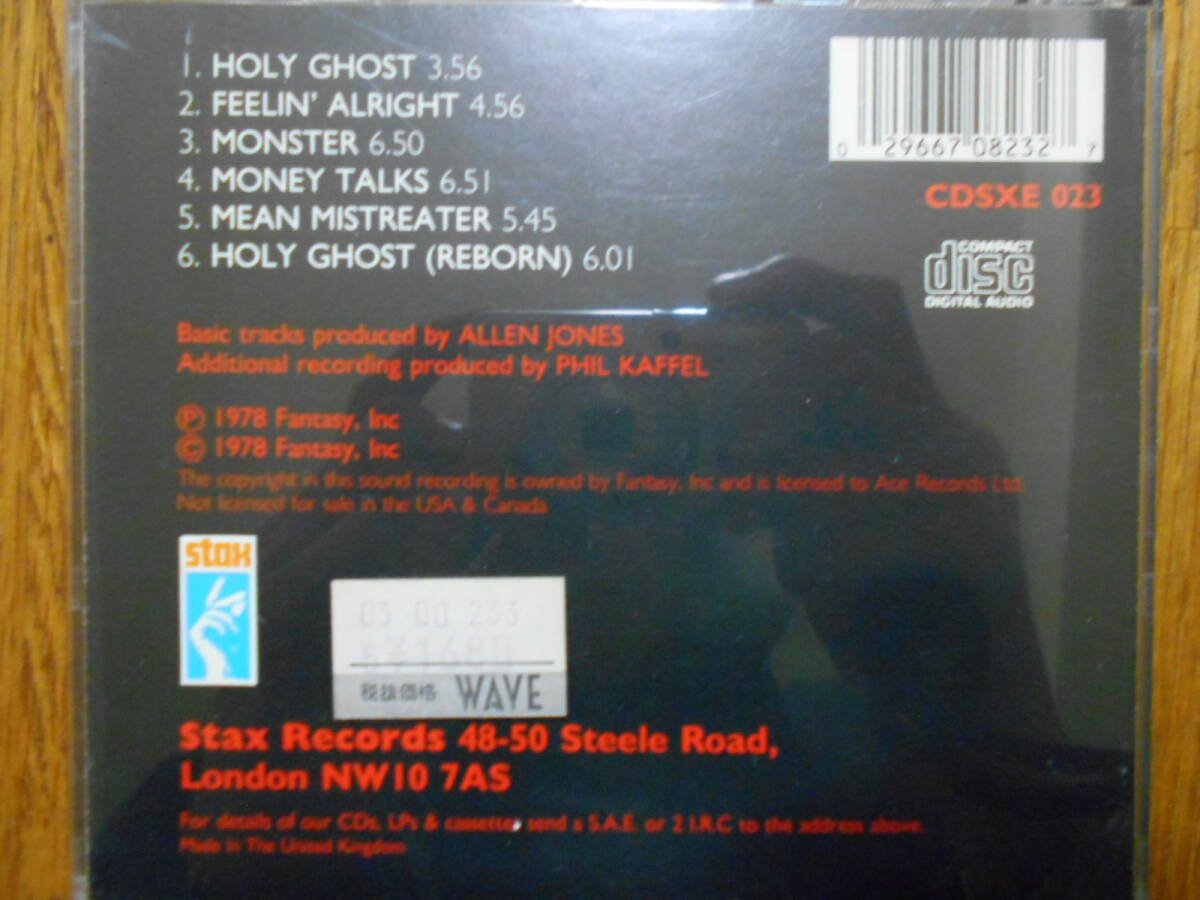 1. HOLY GHOST 3.56
2. FEELIN' ALRIGHT 4.56
3. MONSTER 6.50
4. MONEY TALKS 6.51
5. MEAN MISTREATER 5.45
6. HOLY GHOST (REBORN) 6.01
0 29667 08232 7
CDSXE 023
COMPACT
disc
DIGITAL AUDIO
Basic tracks produced by ALLEN JONES
Additional recording produced by PHIL KAFFEL
℗ 1978 Fantasy, Inc
© 1978 Fantasy, Inc
The copyright in this sound recording is owned by Fantasy, Inc and is licensed to Ace Records Ltd.
Not licensed for sale in the USA & Canada
stax
03 00 233
¥1680
税抜価格 WAVE
Stax Records 48-50 Steele Road,
London NW10 7AS
For details of our CDs, LPs & cassettes send a S.A.E. or 2 I.R.C to the address above.
Made In The United Kingdom